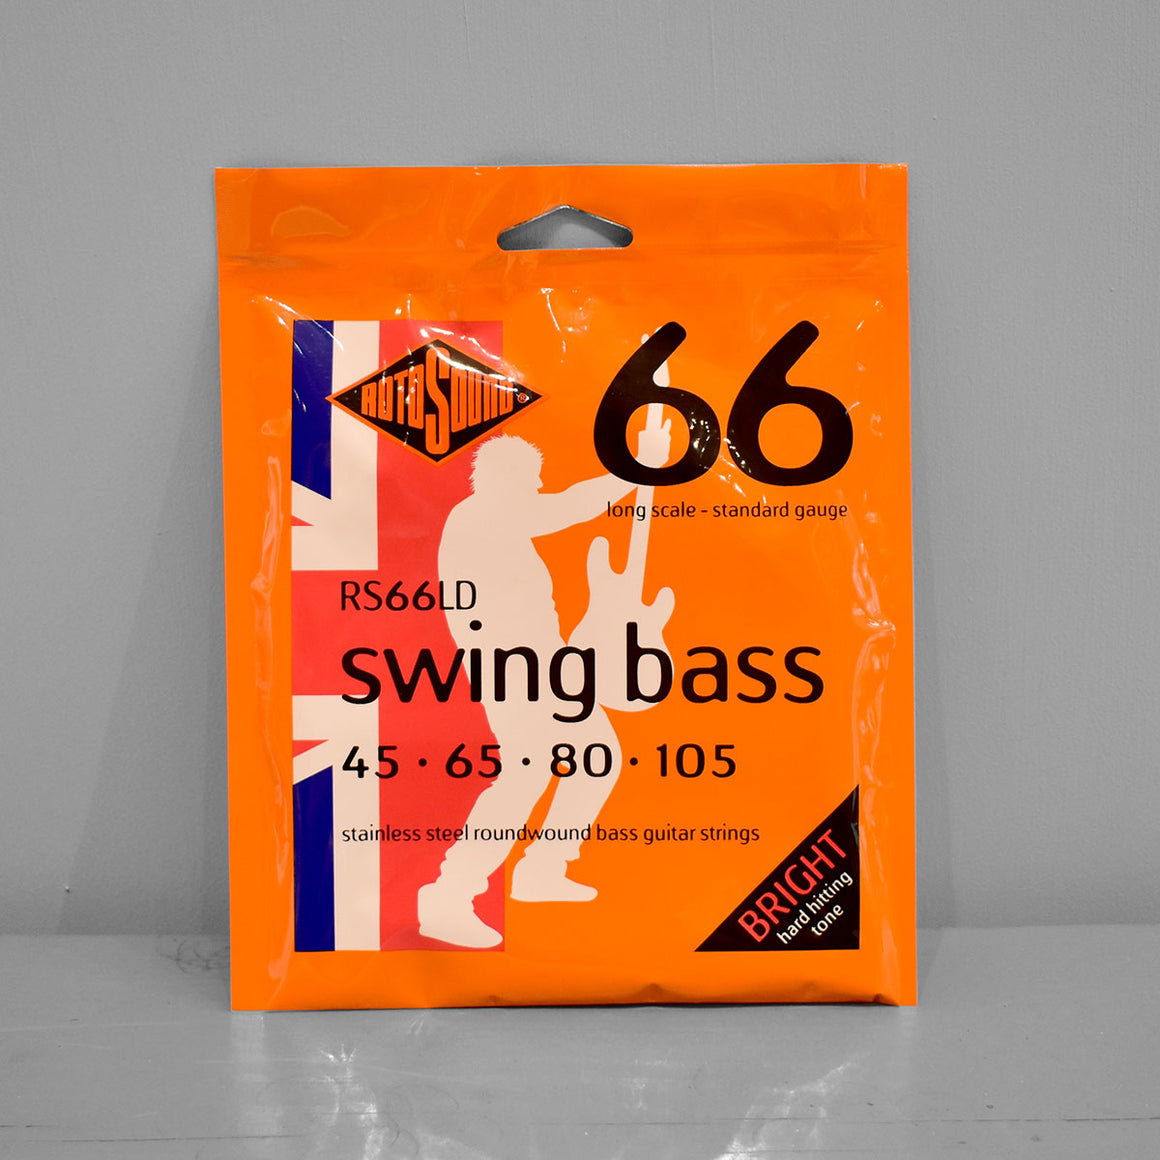 ROTOSOUND®
66
long scale - standard gauge
RS66LD
swing bass
45 · 65 · 80 · 105
stainless steel roundwound bass guitar strings
BRIGHT
hard hitting
tone